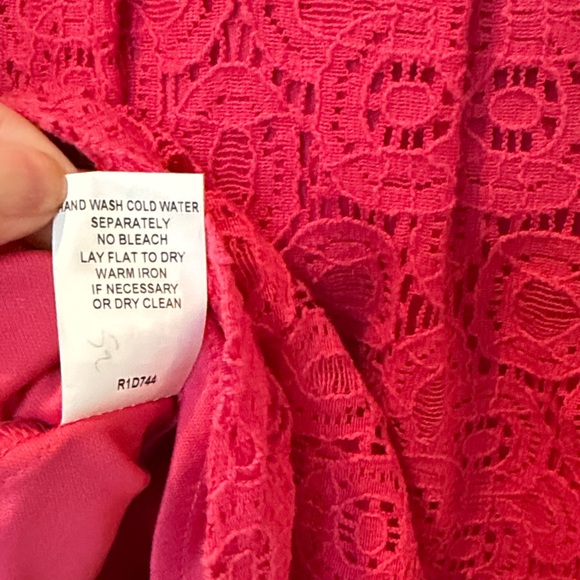 HAND WASH COLD WATER
SEPARATELY
NO BLEACH
LAY FLAT TO DRY
WARM IRON
IF NECESSARY
OR DRY CLEAN
R1D744